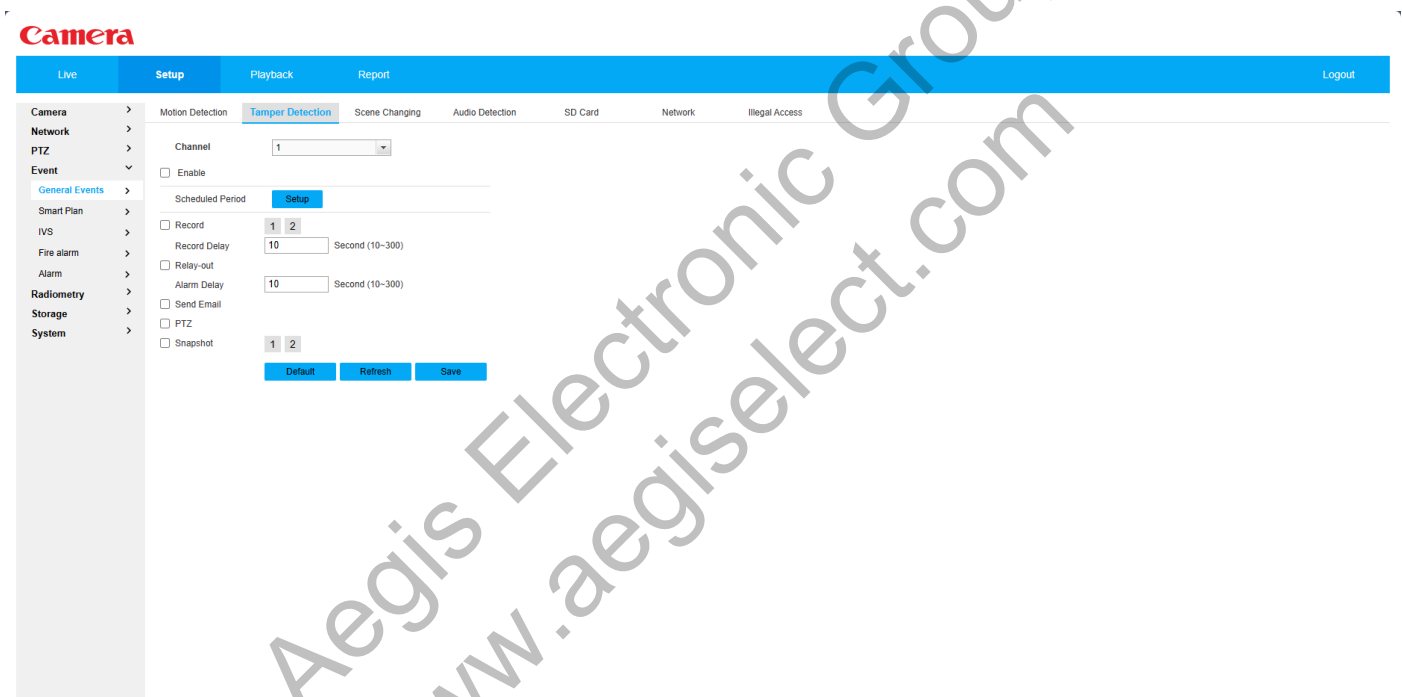 Camera
Live Setup Playback Report Logout
Camera
Network
PTZ
Event
General Events
Smart Plan
IVS
Fire alarm
Alarm
Radiometry
Storage
System
Motion Detection Tamper Detection Scene Changing Audio Detection SD Card Network Illegal Access
Channel 1
Enable
Scheduled Period Setup
Record 1 2
Record Delay 10 Second (10~300)
Relay-out
Alarm Delay 10 Second (10~300)
Send Email
PTZ
Snapshot 1 2
Default Refresh Save
Aegis Electronic Grou
ww.aegiselect.com